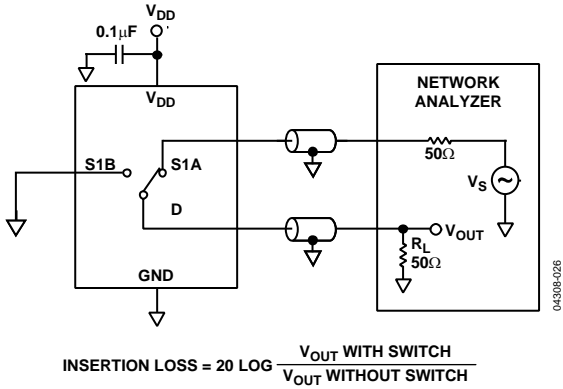 V_DD
0.1µF
V_DD
NETWORK
ANALYZER
S1B
S1A
50Ω
V_S
D
V_OUT
R_L
50Ω
GND
04308-026
INSERTION LOSS = 20 LOG V_OUT WITH SWITCH
V_OUT WITHOUT SWITCH